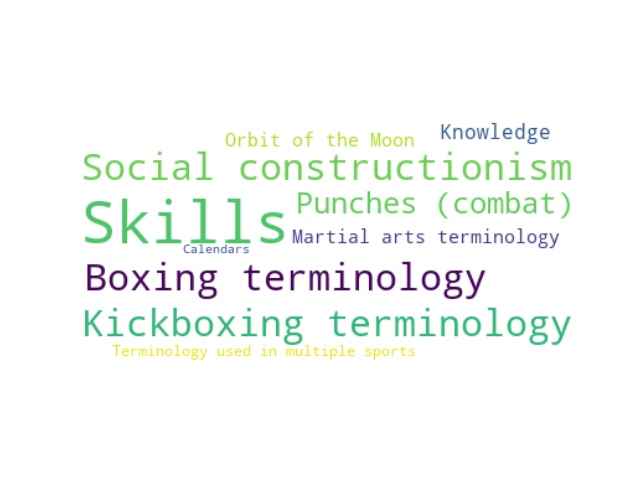 Orbit of the Moon
Knowledge
Social constructionism
Skills
Punches (combat)
Martial arts terminology
Calendars
Boxing terminology
Kickboxing terminology
Terminology used in multiple sports